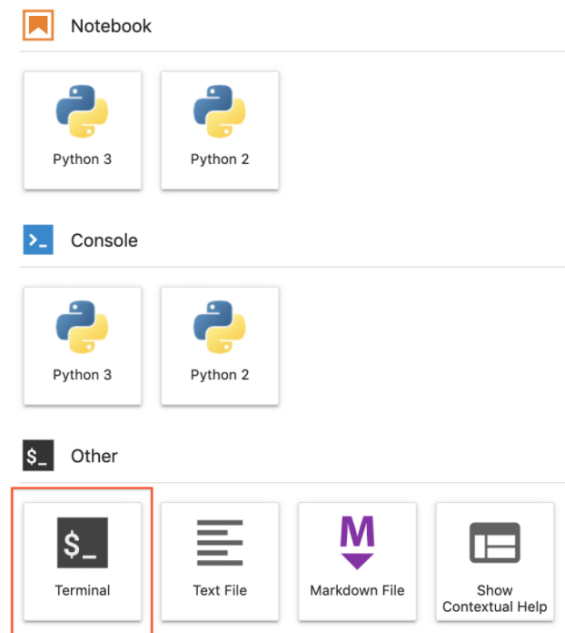 Notebook
Python 3
Python 2
>_ Console
Python 3
Python 2
$_ Other
$_
Terminal
Text File
M
Markdown File
Show
Contextual Help